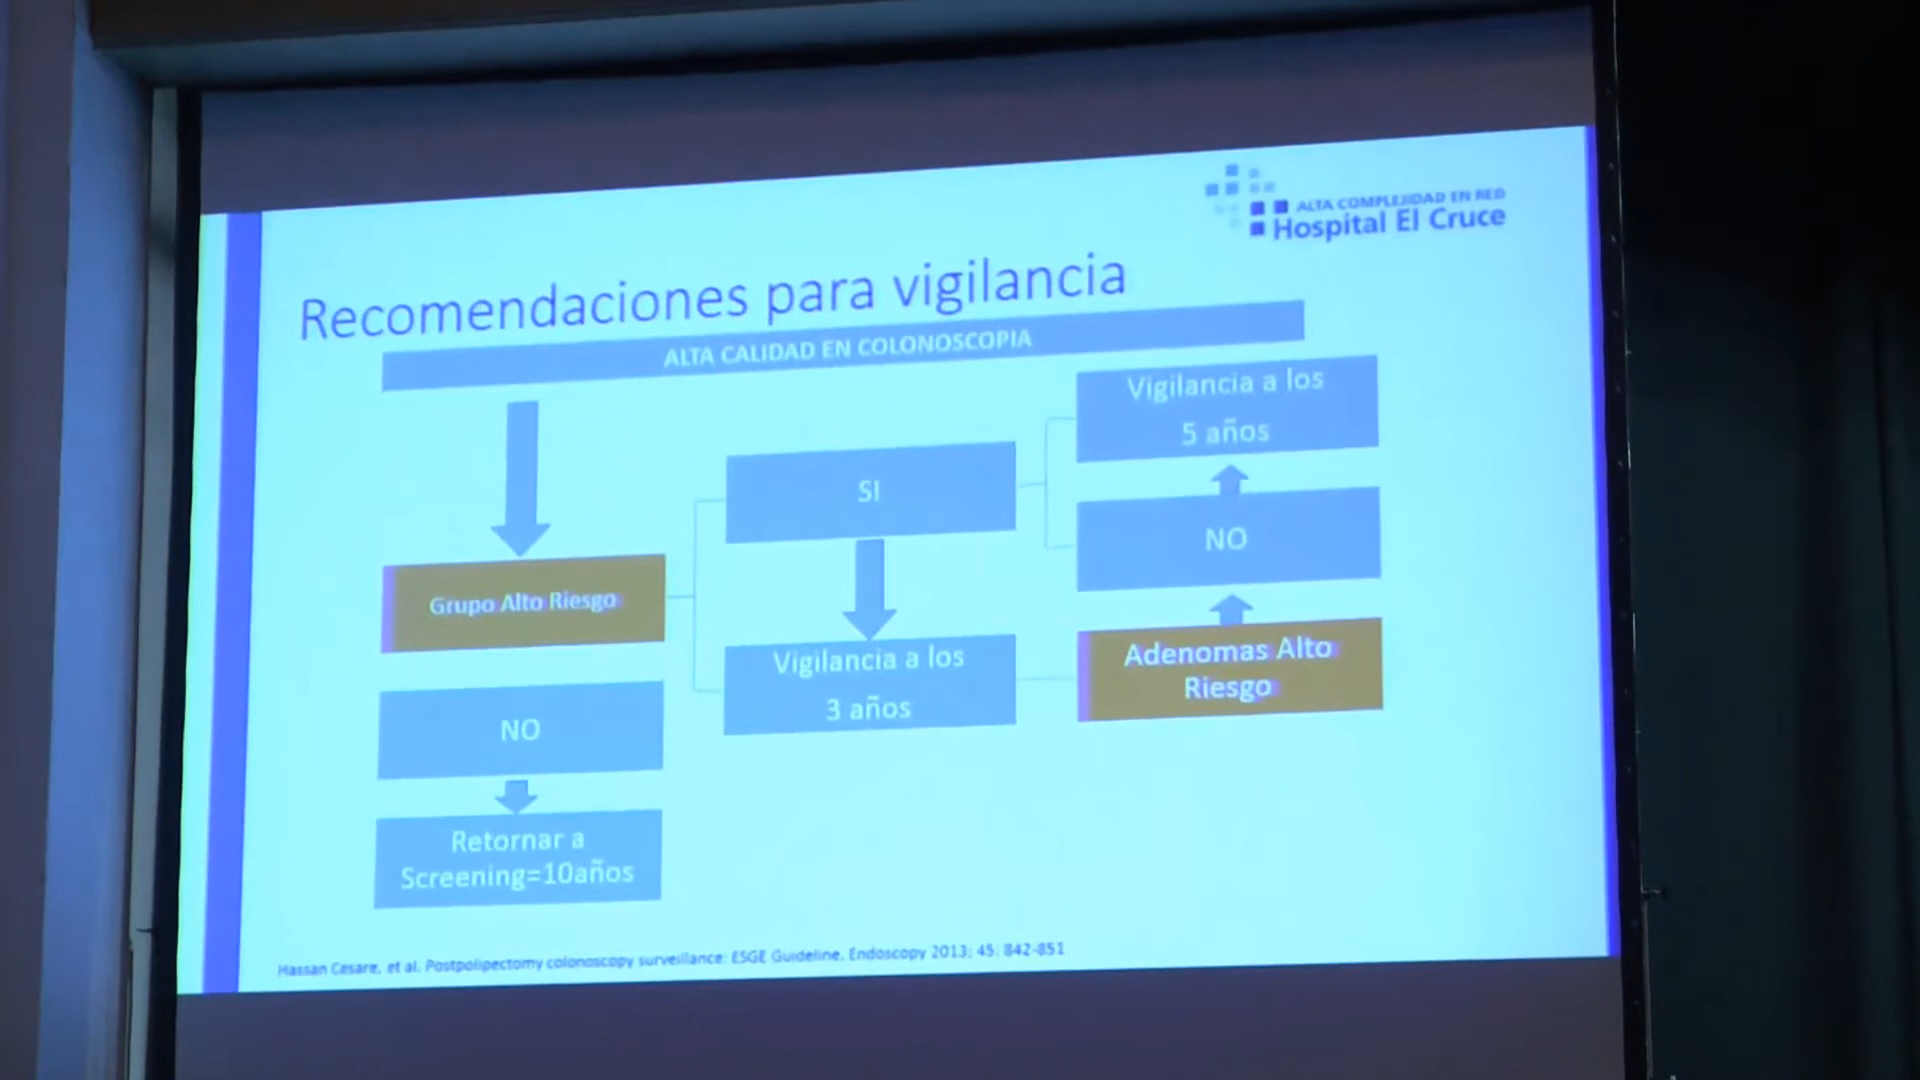 ALTA COMPLEJIDAD EN RED
Hospital El Cruce
Recomendaciones para vigilancia
ALTA CALIDAD EN COLONOSCOPIA
Grupo Alto Riesgo
NO
Retornar a
Screening=10años
SI
Vigilancia a los
3 años
Vigilancia a los
5 años
NO
Adenomas Alto
Riesgo
Hassan Cesare, et al. Postpolipectomy colonoscopy surveillance: ESGE Guideline. Endoscopy 2013; 45: 842-851